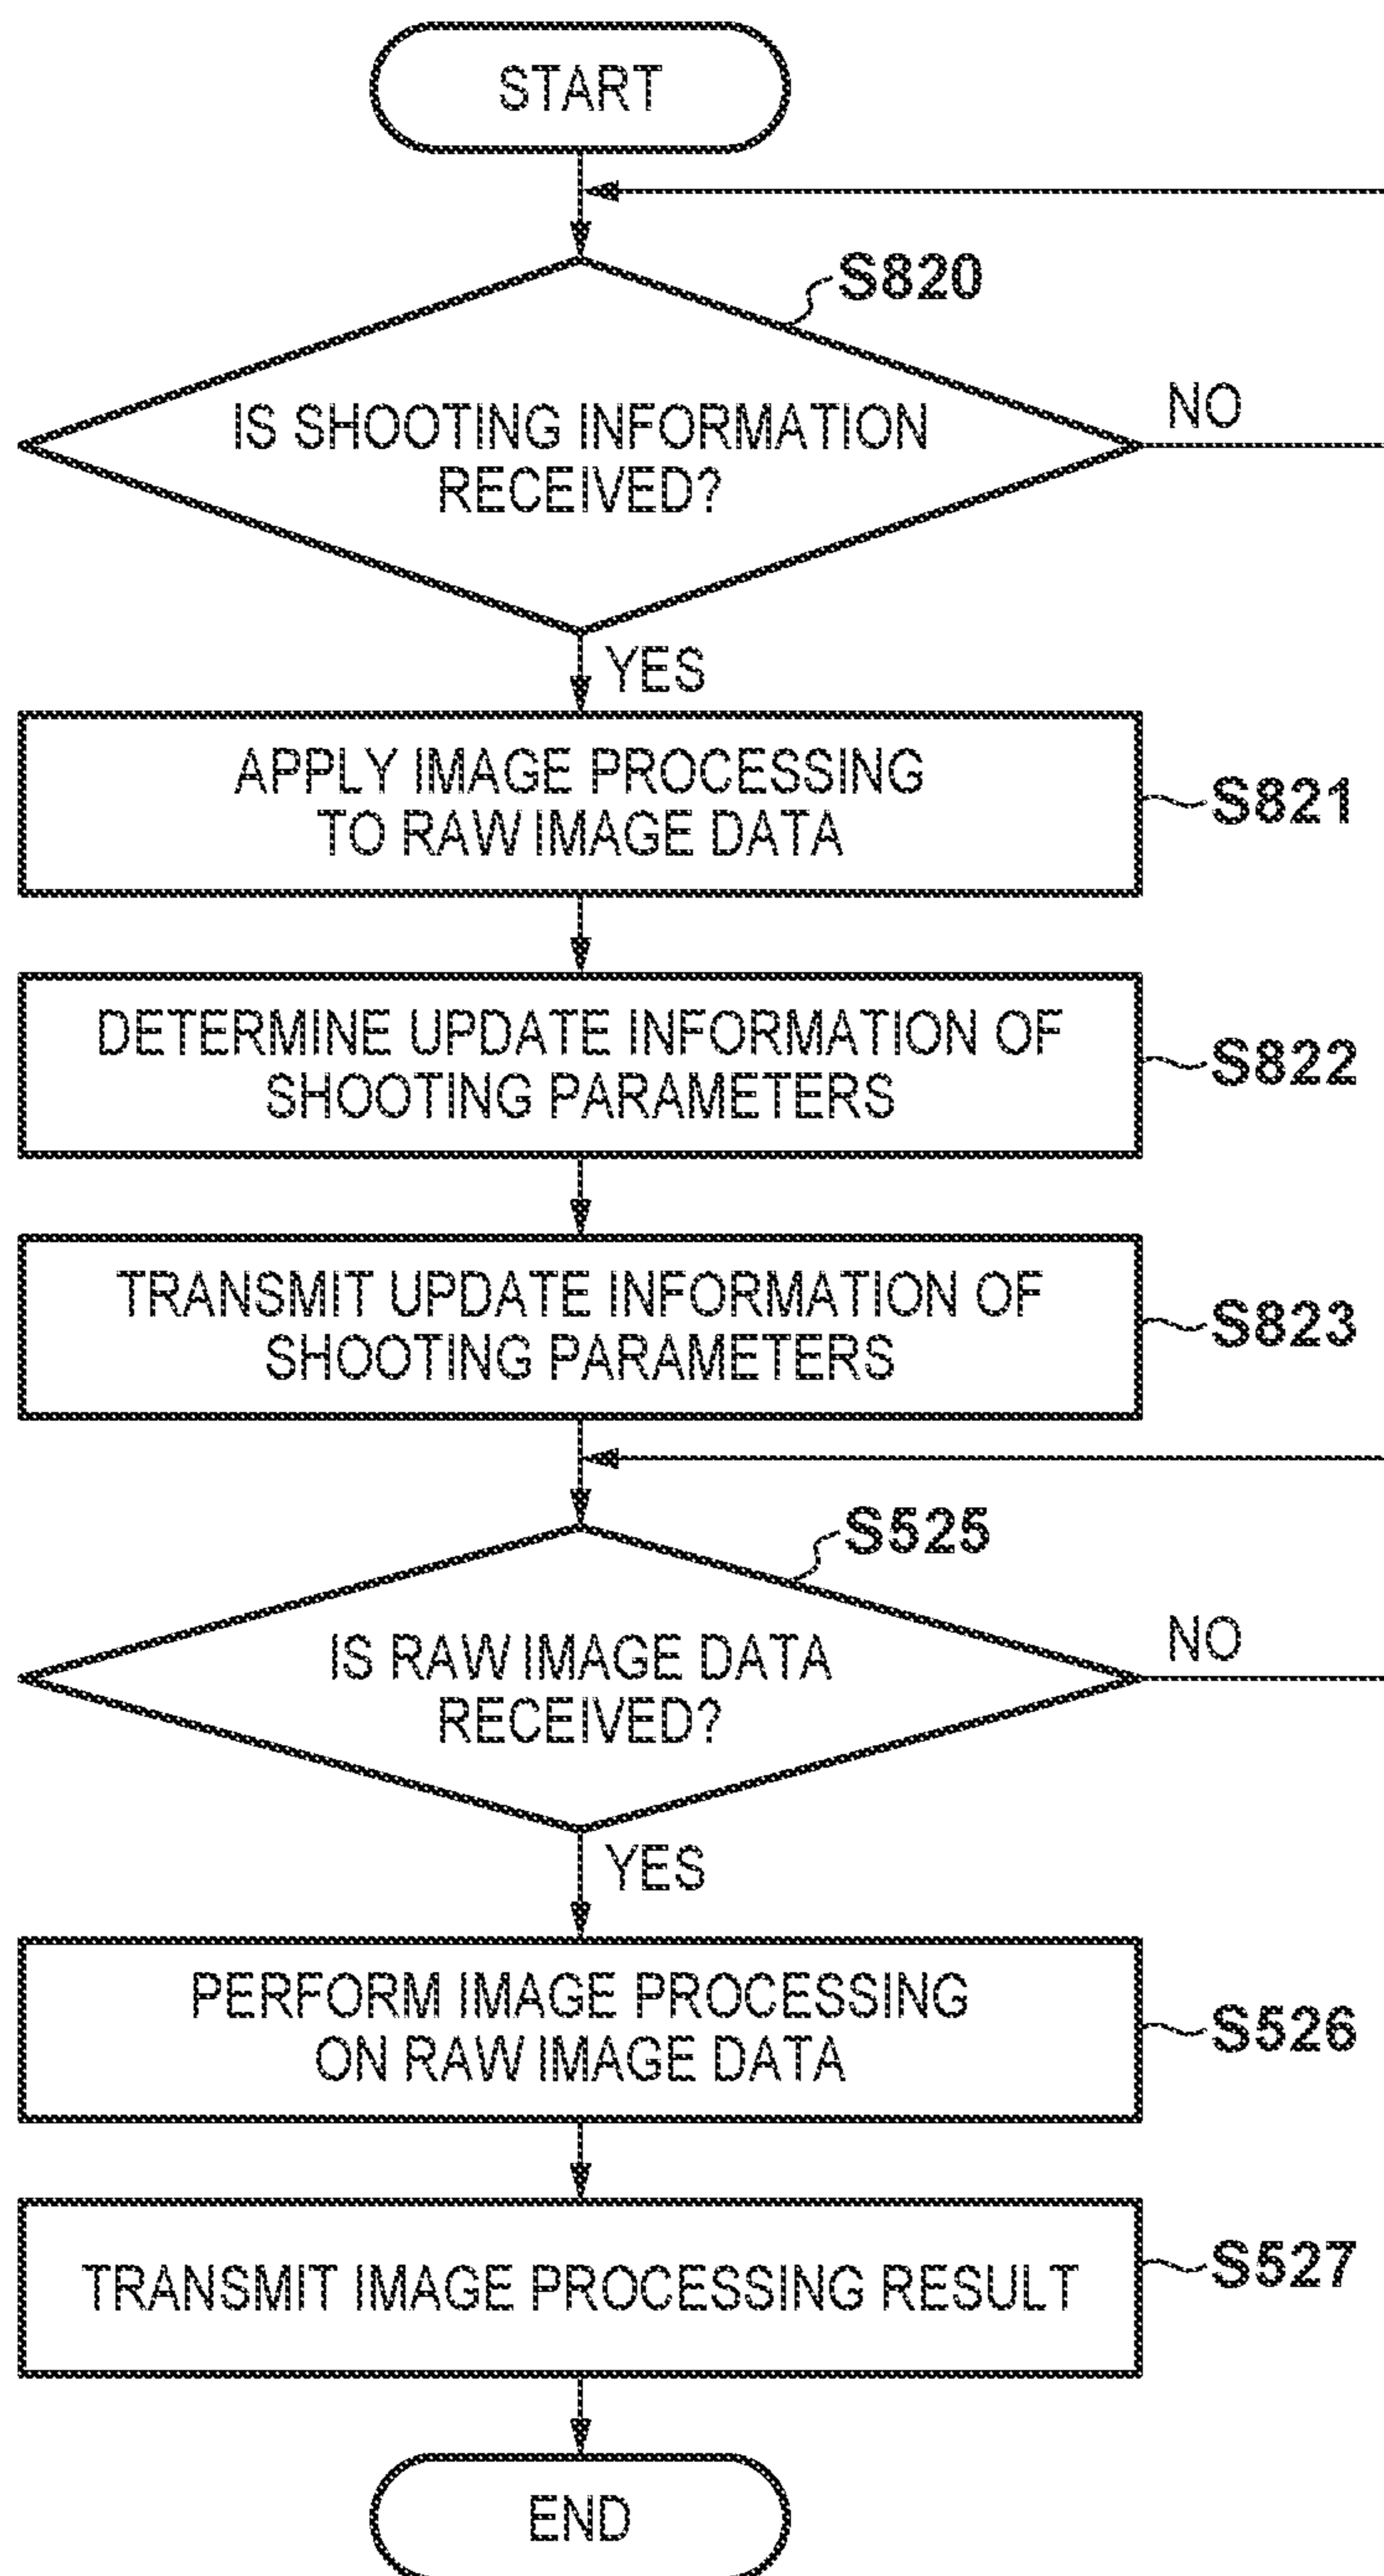 START
S820
IS SHOOTING INFORMATION
RECEIVED?
NO
YES
APPLY IMAGE PROCESSING
TO RAW IMAGE DATA
S821
DETERMINE UPDATE INFORMATION OF
SHOOTING PARAMETERS
S822
TRANSMIT UPDATE INFORMATION OF
SHOOTING PARAMETERS
S823
S525
IS RAW IMAGE DATA
RECEIVED?
NO
YES
PERFORM IMAGE PROCESSING
ON RAW IMAGE DATA
S526
TRANSMIT IMAGE PROCESSING RESULT
S527
END